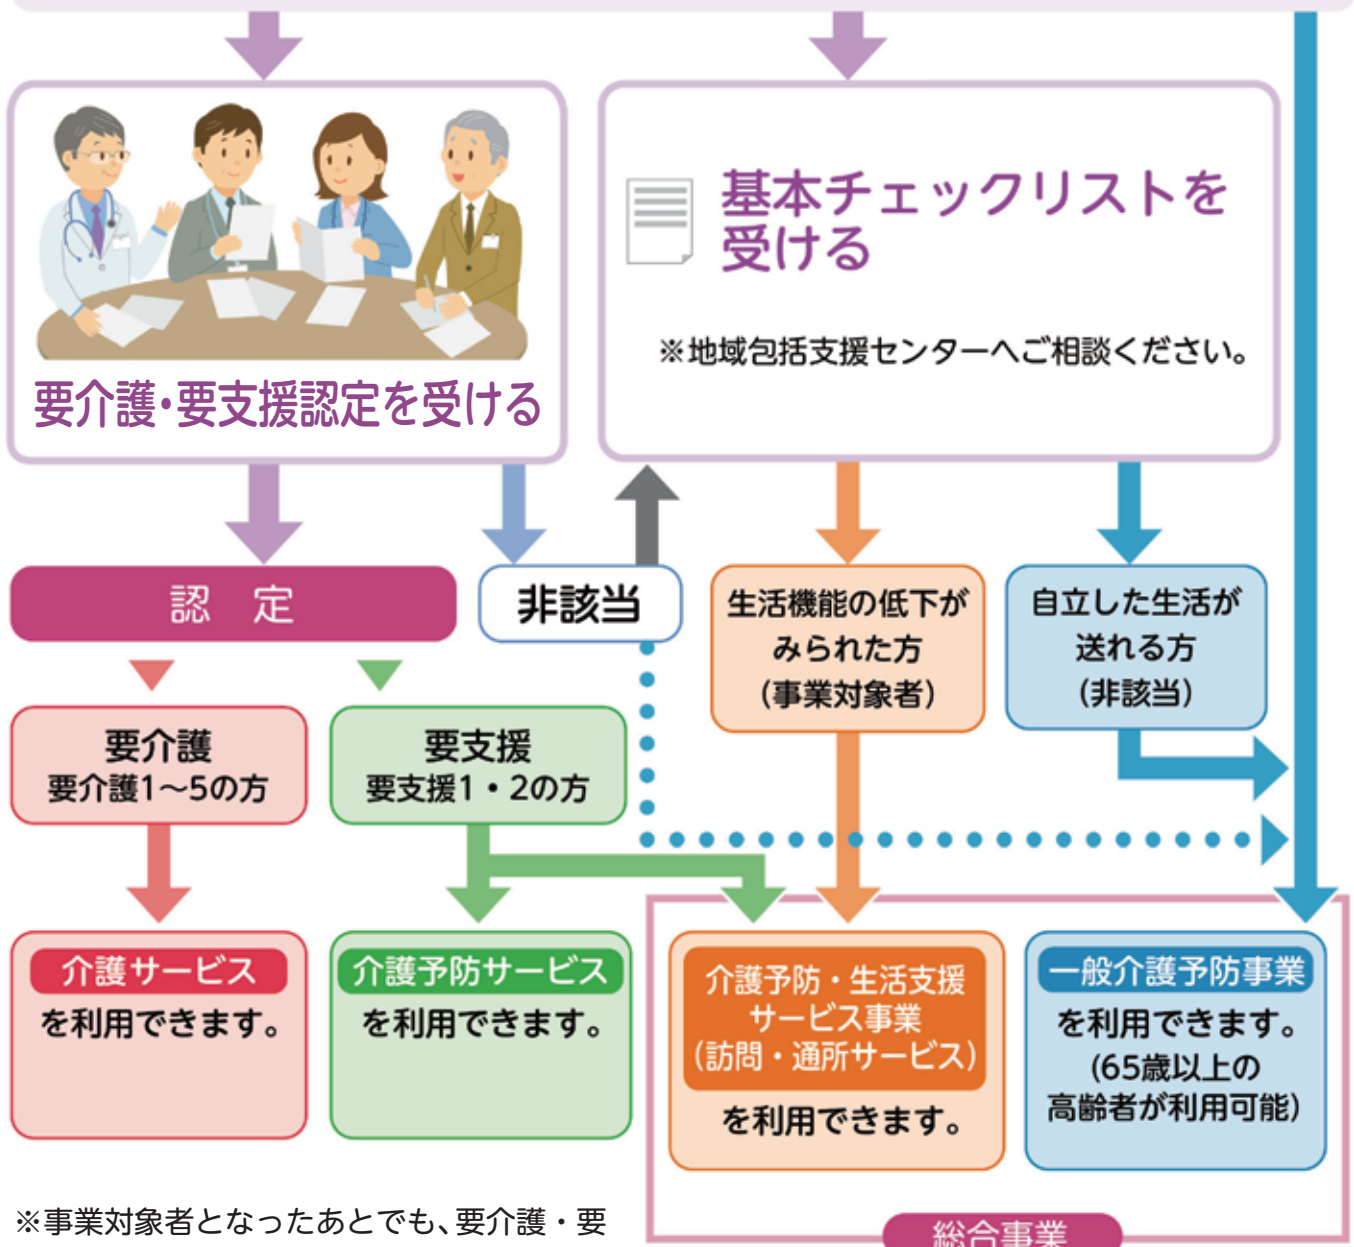 基本チェックリストを
受ける
※地域包括支援センターへご相談ください。
要介護・要支援認定を受ける
認　定
非該当
生活機能の低下が
みられた方
（事業対象者）
自立した生活が
送れる方
（非該当）
要介護
要介護1〜5の方
要支援
要支援1・2の方
介護サービス
を利用できます。
介護予防サービス
を利用できます。
介護予防・生活支援
サービス事業
（訪問・通所サービス）
を利用できます。
一般介護予防事業
を利用できます。
（65歳以上の
高齢者が利用可能）
※事業対象者となったあとでも、要介護・要
総合事業